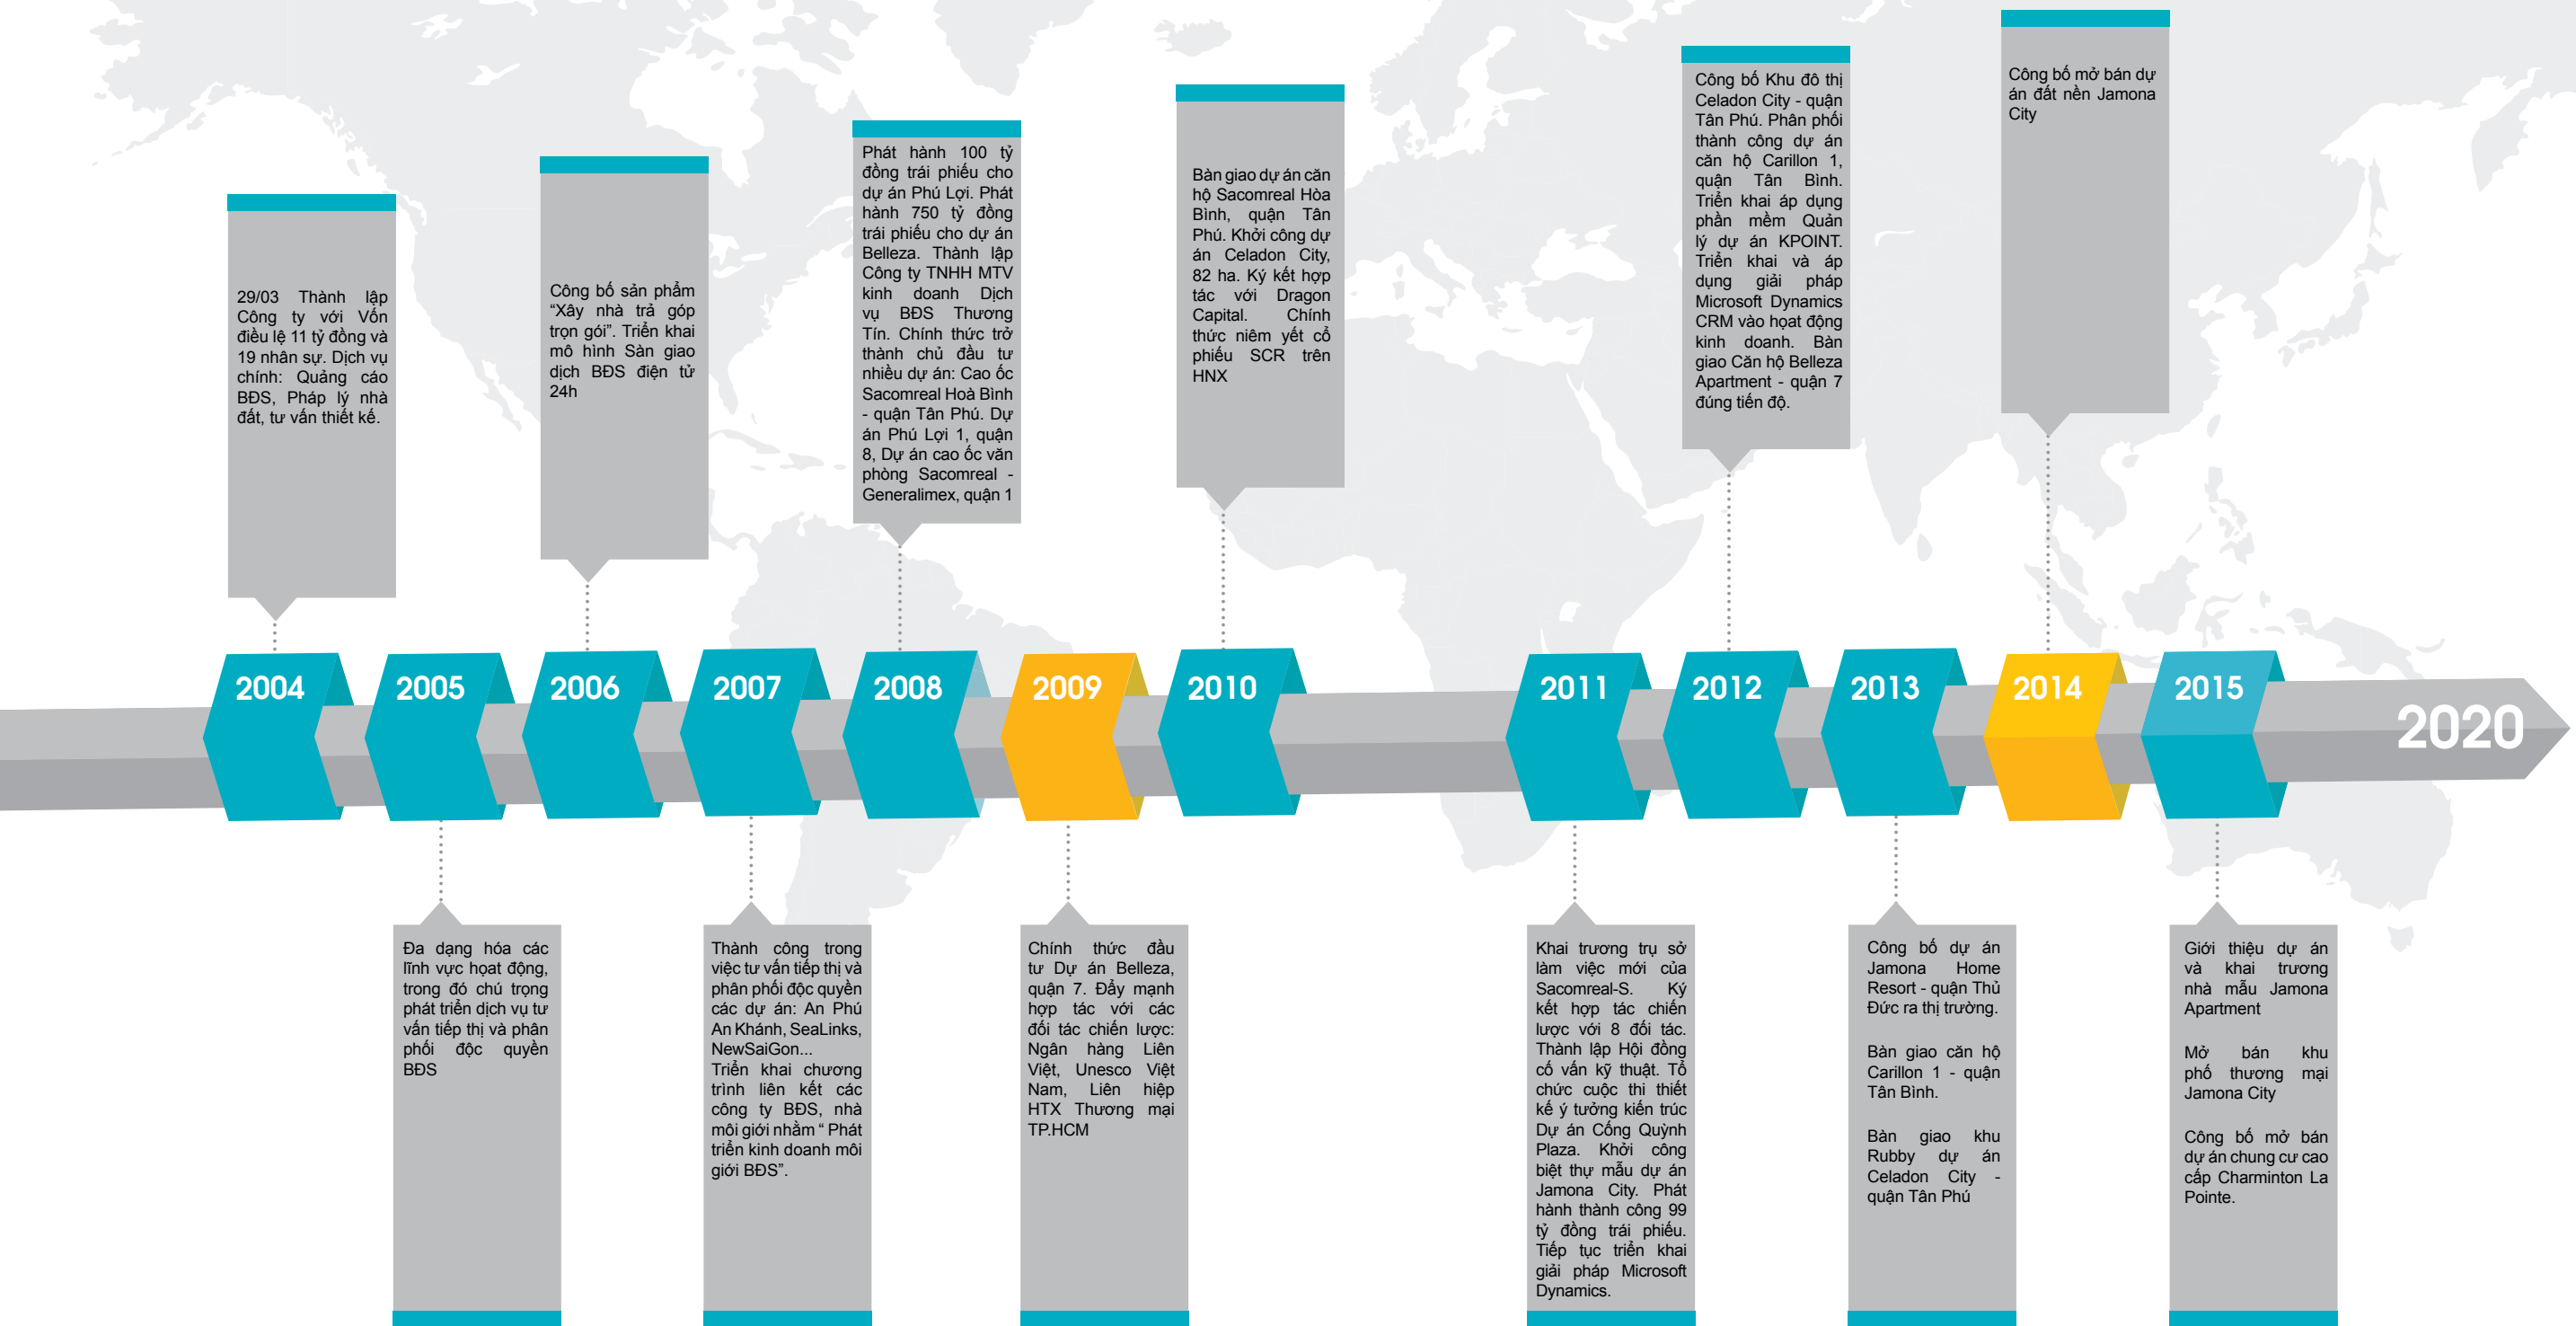 29/03 Thành lập
Công ty với Vốn
điều lệ 11 tỷ đồng và
19 nhân sự. Dịch vụ
chính: Quảng cáo
BĐS, Pháp lý nhà
đất, tư vấn thiết kế.
Công bố sản phẩm
“Xây nhà trả góp
trọn gói”. Triển khai
mô hình Sàn giao
dịch BĐS điện tử
24h
Phát hành 100 tỷ
đồng trái phiếu cho
dự án Phú Lợi. Phát
hành 750 tỷ đồng
trái phiếu cho dự án
Belleza. Thành lập
Công ty TNHH MTV
kinh doanh Dịch
vụ BĐS Thương
Tín. Chính thức trở
thành chủ đầu tư
nhiều dự án: Cao ốc
Sacomreal Hoà Bình
- quận Tân Phú. Dự
án Phú Lợi 1, quận
8, Dự án cao ốc văn
phòng Sacomreal -
Generalimex, quận 1
Bàn giao dự án căn
hộ Sacomreal Hòa
Bình, quận Tân
Phú. Khởi công dự
án Celadon City,
82 ha. Ký kết hợp
tác với Dragon
Capital. Chính
thức niêm yết cổ
phiếu SCR trên
HNX
Công bố Khu đô thị
Celadon City - quận
Tân Phú. Phân phối
thành công dự án
căn hộ Carillon 1,
quận Tân Bình.
Triển khai áp dụng
phần mềm Quản
lý dự án KPOINT.
Triển khai và áp
dụng giải pháp
Microsoft Dynamics
CRM vào họat động
kinh doanh. Bàn
giao Căn hộ Belleza
Apartment - quận 7
đúng tiến độ.
Công bố mở bán dự
án đất nền Jamona
City
2004
2005
2006
2007
2008
2009
2010
2011
2012
2013
2014
2015
2020
Đa dạng hóa các
lĩnh vực họat động,
trong đó chú trọng
phát triển dịch vụ tư
vấn tiếp thị và phân
phối độc quyền
BĐS
Thành công trong
việc tư vấn tiếp thị và
phân phối độc quyền
các dự án: An Phú
An Khánh, SeaLinks,
NewSaiGon...
Triển khai chương
trình liên kết các
công ty BĐS, nhà
môi giới nhằm “ Phát
triển kinh doanh môi
giới BĐS”.
Chính thức đầu
tư Dự án Belleza,
quận 7. Đẩy mạnh
hợp tác với các
đối tác chiến lược:
Ngân hàng Liên
Việt, Unesco Việt
Nam, Liên hiệp
HTX Thương mại
TP.HCM
Khai trương trụ sở
làm việc mới của
Sacomreal-S. Ký
kết hợp tác chiến
lược với 8 đối tác.
Thành lập Hội đồng
cố vấn kỹ thuật. Tổ
chức cuộc thi thiết
kế ý tưởng kiến trúc
Dự án Cống Quỳnh
Plaza. Khởi công
biệt thự mẫu dự án
Jamona City. Phát
hành thành công 99
tỷ đồng trái phiếu.
Tiếp tục triển khai
giải pháp Microsoft
Dynamics.
Công bố dự án
Jamona Home
Resort - quận Thủ
Đức ra thị trường.
Bàn giao căn hộ
Carillon 1 - quận
Tân Bình.
Bàn giao khu
Rubby dự án
Celadon City -
quận Tân Phú
Giới thiệu dự án
và khai trương
nhà mẫu Jamona
Apartment
Mở bán khu
phố thương mại
Jamona City
Công bố mở bán
dự án chung cư cao
cấp Charminton La
Pointe.